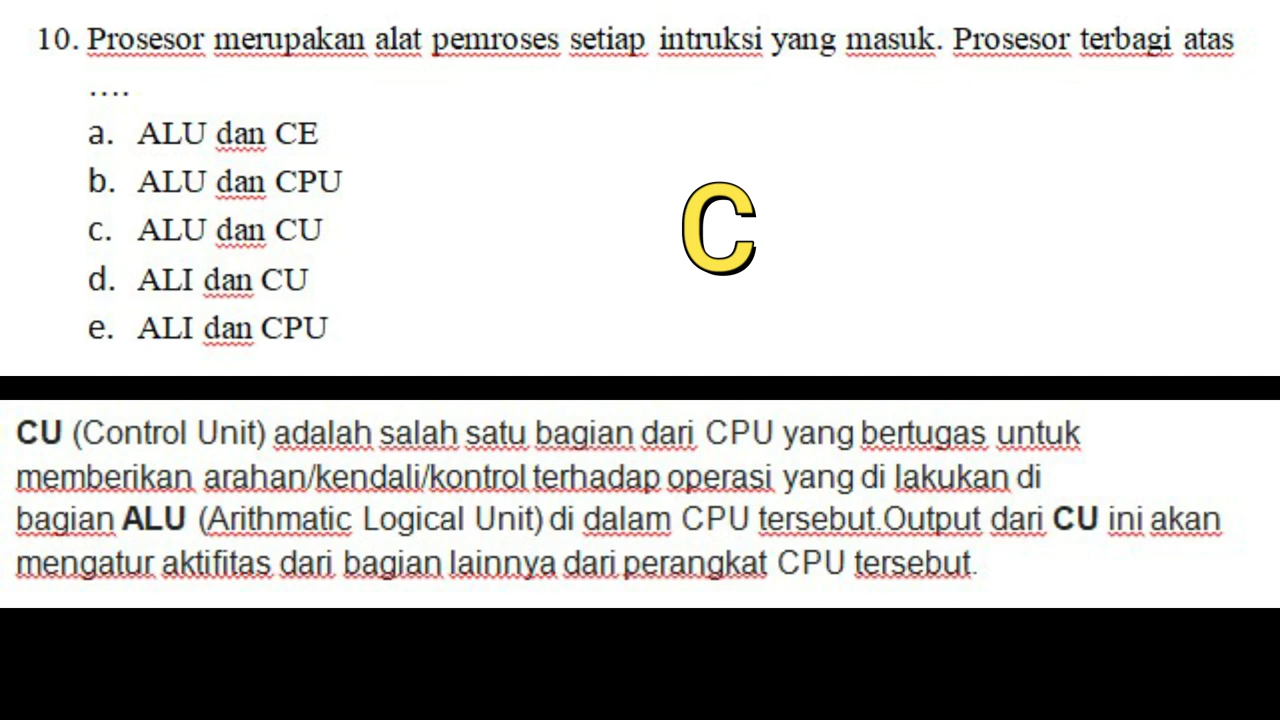 10. Prosesor merupakan alat pemroses setiap intruksi yang masuk. Prosesor terbagi atas
....
a. ALU dan CE
b. ALU dan CPU
c. ALU dan CU
d. ALI dan CU
e. ALI dan CPU
C
CU (Control Unit) adalah salah satu bagian dari CPU yang bertugas untuk
memberikan arahan/kendali/kontrol terhadap operasi yang di lakukan di
bagian ALU (Arithmatic Logical Unit) di dalam CPU tersebut.Output dari CU ini akan
mengatur aktifitas dari bagian lainnya dari perangkat CPU tersebut.